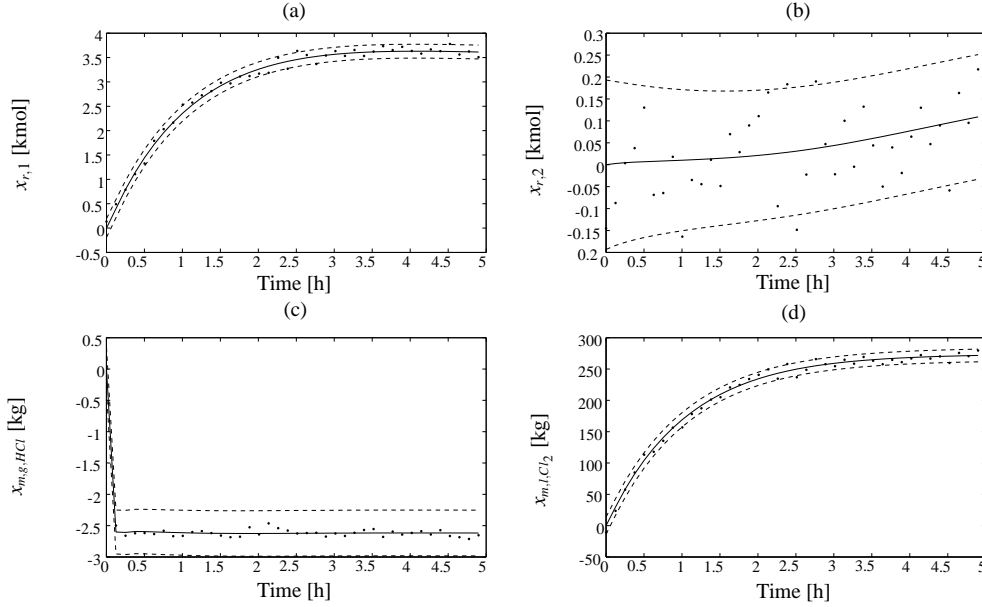 (a)
x_{r,1} [kmol]
4
3.5
3
2.5
2
1.5
1
0.5
0
-0.5
0 0.5 1 1.5 2 2.5 3 3.5 4 4.5 5
Time [h]
(b)
x_{r,2} [kmol]
0.3
0.25
0.2
0.15
0.1
0.05
0
-0.05
-0.1
-0.15
0.2
0 0.5 1 1.5 2 2.5 3 3.5 4 4.5 5
Time [h]
(c)
x_{m,g,HCl} [kg]
0.5
0
0.5
-1
-1.5
-2
-2.5
-3
0 0.5 1 1.5 2 2.5 3 3.5 4 4.5 5
Time [h]
(d)
x_{m,l,Cl_2} [kg]
300
250
200
150
100
50
0
-50
0 0.5 1 1.5 2 2.5 3 3.5 4 4.5 5
Time [h]